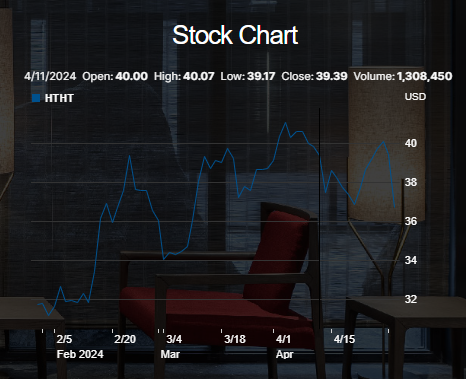 Stock Chart
4/11/2024 Open: 40.00 High: 40.07 Low: 39.17 Close: 39.39 Volume: 1,308,450
HTHT USD
40
38
36
34
32
2/5 2/20 3/4 3/18 4/1 4/15
Feb 2024 Mar Apr